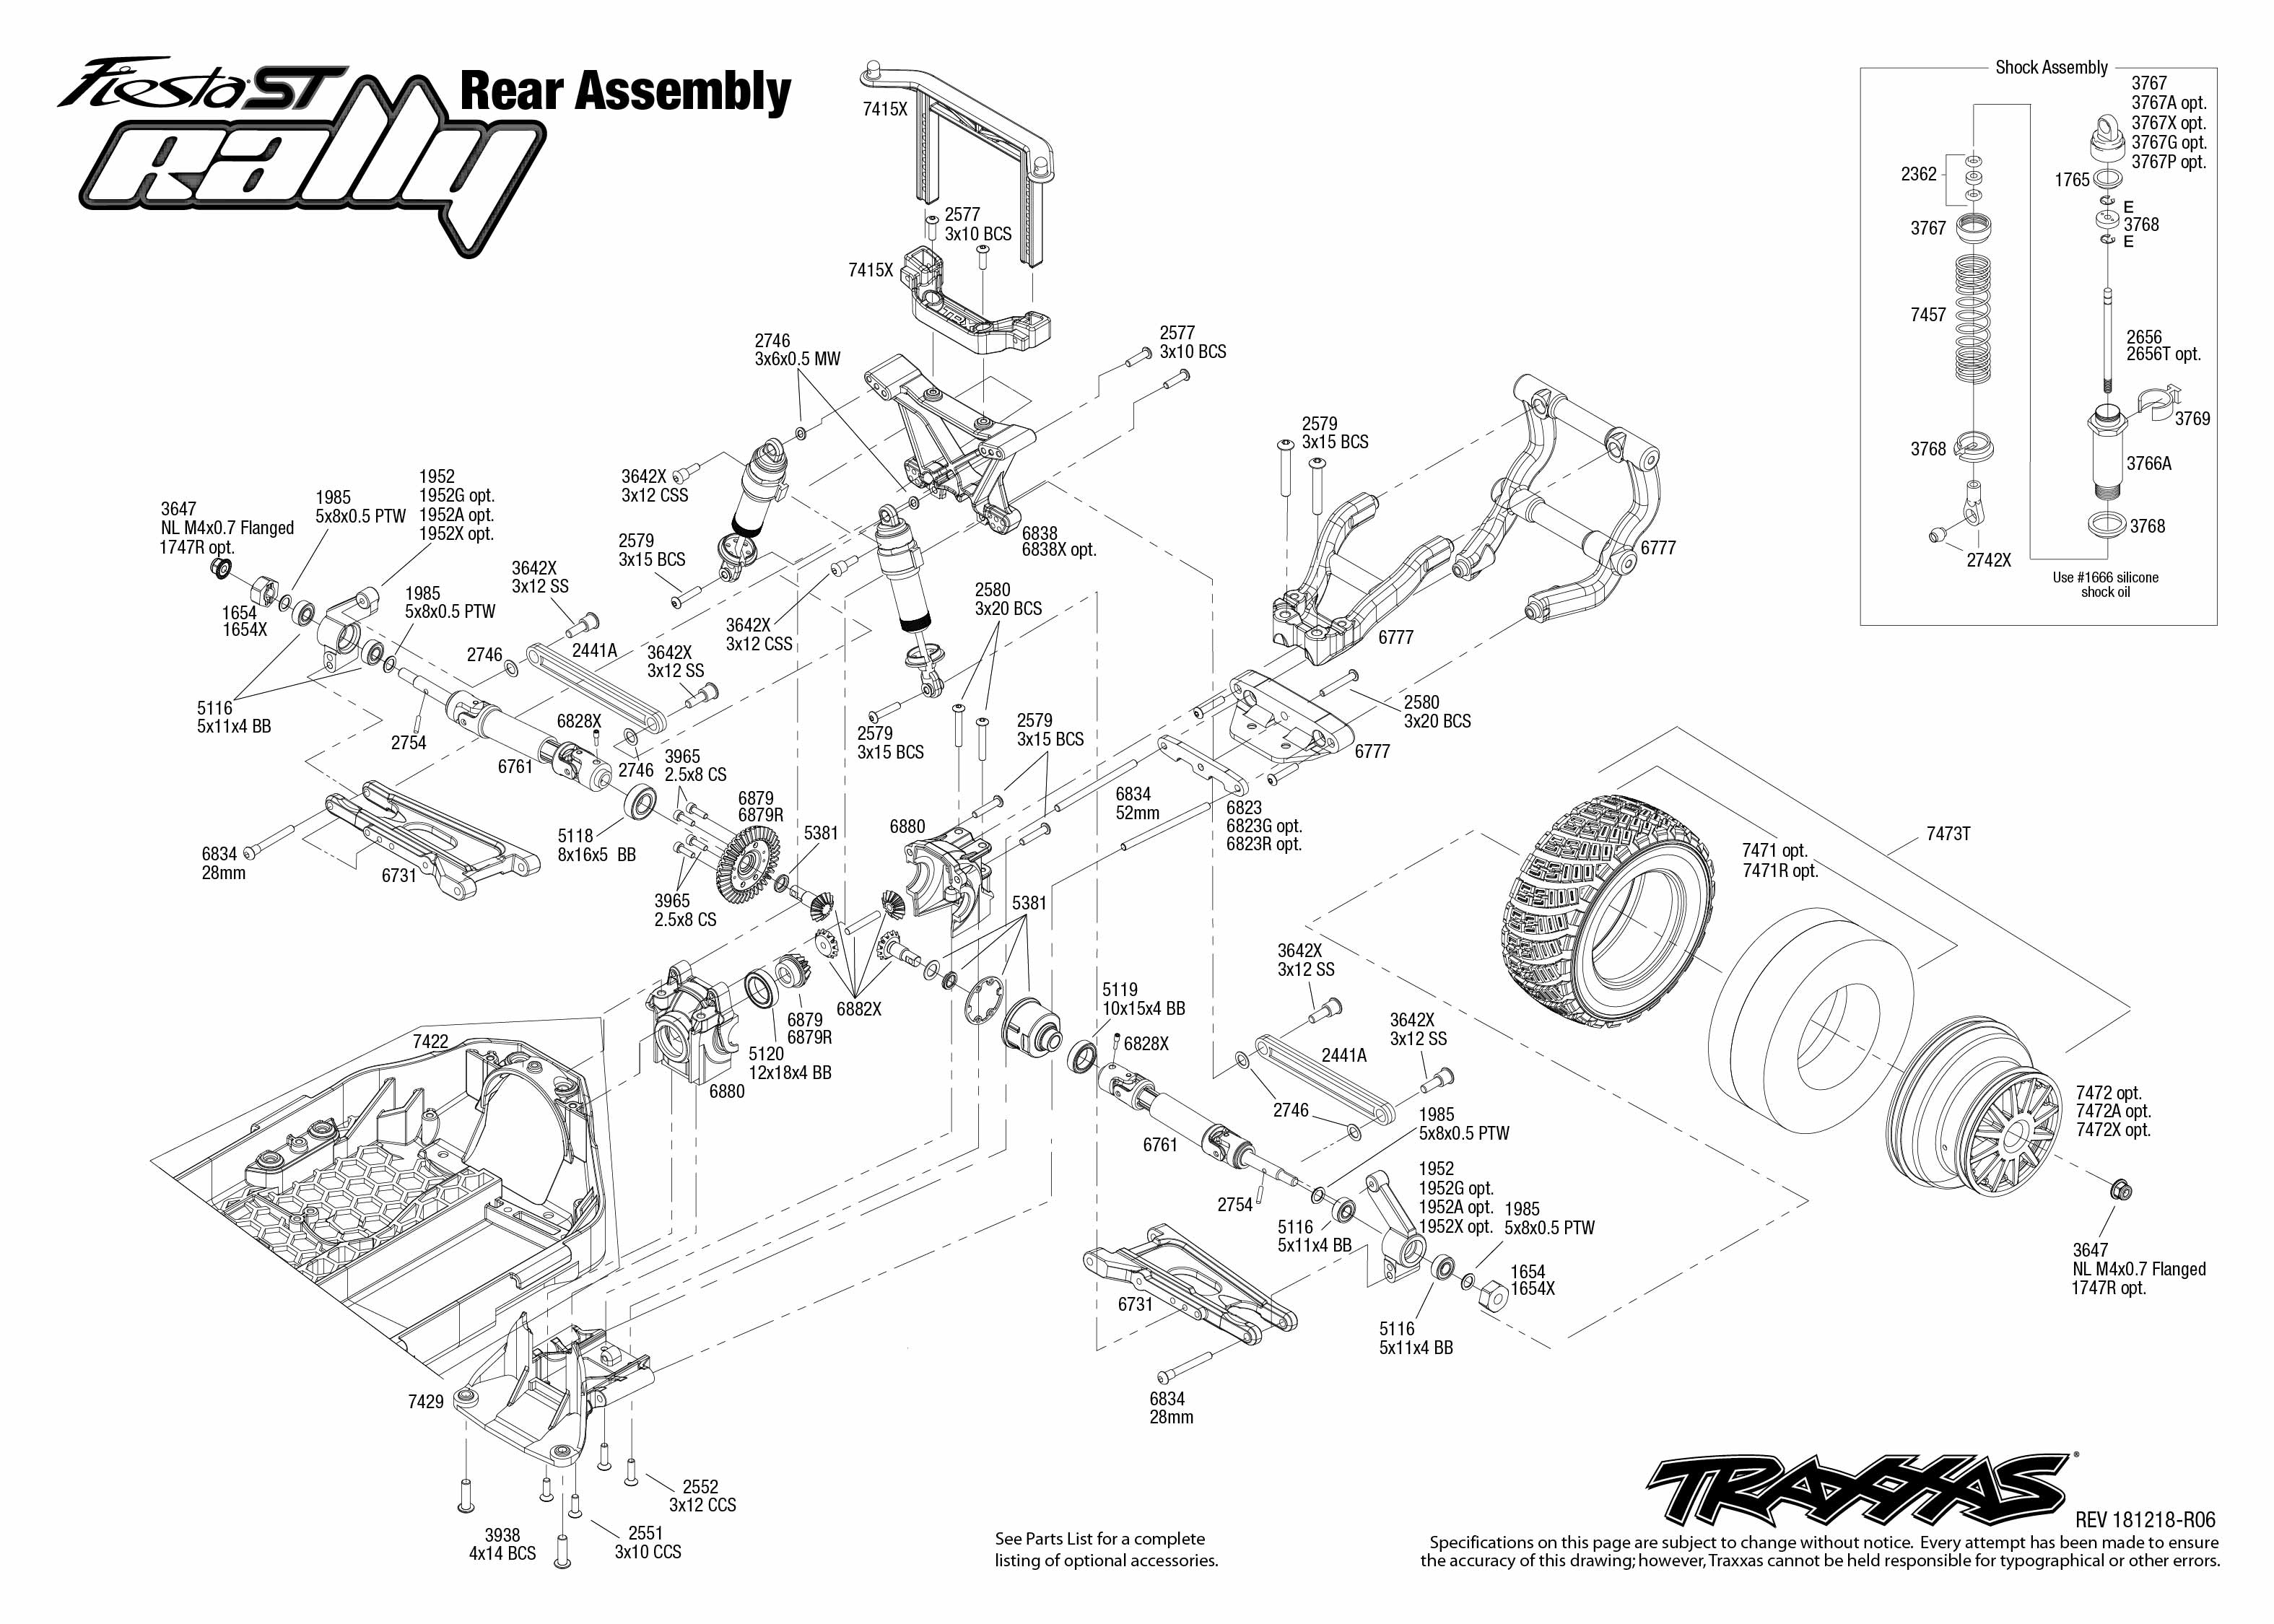 Fiesta ST
Rally
Rear Assembly
7415X
2577
3x10 BCS
7415X
2746
3x6x0.5 MW
2577
3x10 BCS
3642X
3x12 CSS
2579
3x15 BCS
6838
6838X opt.
3647
NL M4x0.7 Flanged
1747R opt.
1985
5x8x0.5 PTW
1952
1952G opt.
1952A opt.
1952X opt.
1654
1654X
1985
5x8x0.5 PTW
3642X
3x12 SS
2746
2441A
3642X
3x12 SS
3642X
3x12 CSS
2580
3x20 BCS
5116
5x11x4 BB
2754
6761
6828X
2746
3965
2.5x8 CS
2579
3x15 BCS
2579
3x15 BCS
2579
3x15 BCS
6777
6777
2580
3x20 BCS
6777
6834
52mm
6823
6823G opt.
6823R opt.
6834
28mm
6731
5118
8x16x5 BB
6879
6879R
5381
3965
2.5x8 CS
6880
5381
6882X
6879
6879R
5120
12x18x4 BB
6880
5119
10x15x4 BB
6828X
6761
2754
3642X
3x12 SS
2441A
3642X
3x12 SS
2746
1985
5x8x0.5 PTW
1952
1952G opt.
1952A opt.
1952X opt.
1985
5x8x0.5 PTW
5116
5x11x4 BB
1654
1654X
5116
5x11x4 BB
6731
6834
28mm
7422
7429
2552
3x12 CCS
2551
3x10 CCS
3938
4x14 BCS
7471 opt.
7471R opt.
7473T
7472 opt.
7472A opt.
7472X opt.
3647
NL M4x0.7 Flanged
1747R opt.
TRX
Shock Assembly
3767
3767A opt.
3767X opt.
3767G opt.
3767P opt.
2362
1765
E
3768
E
3767
7457
2656
2656T opt.
3769
3768
3766A
3768
2742X
Use #1666 silicone
shock oil
See Parts List for a complete
listing of optional accessories.
TRAXXAS®
REV 181218-R06
Specifications on this page are subject to change without notice. Every attempt has been made to ensure
the accuracy of this drawing; however, Traxxas cannot be held responsible for typographical or other errors.